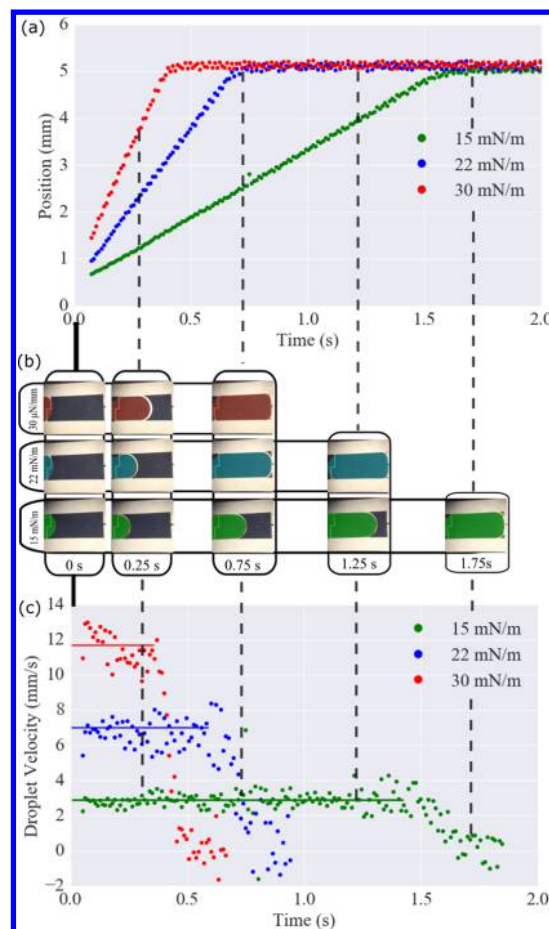 (a)
6
5
4
3
2
1
0
Position (mm)
15 mN/m
22 mN/m
30 mN/m
0.0 0.5 1.0 1.5 2.0
Time (s)
(b)
30 µN/mm
22 mN/m
15 mN/m
0 s 0.25 s 0.75 s 1.25 s 1.75 s
(c)
14
12
10
8
6
4
2
0
−2
Droplet Velocity (mm/s)
15 mN/m
22 mN/m
30 mN/m
0.0 0.5 1.0 1.5 2.0
Time (s)